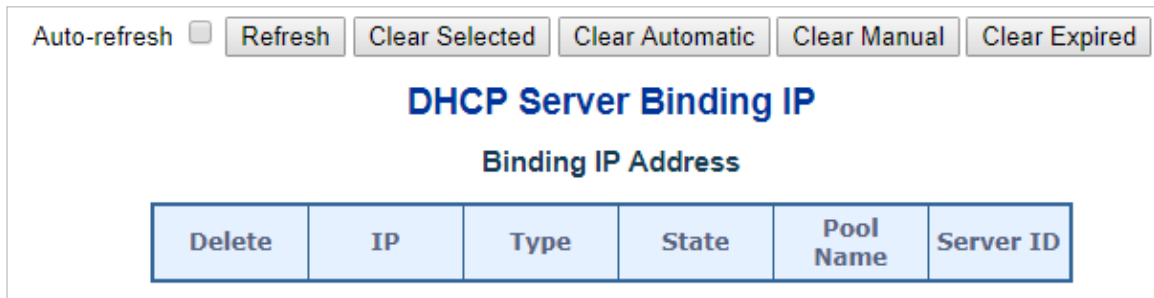 Auto-refresh Refresh Clear Selected Clear Automatic Clear Manual Clear Expired
DHCP Server Binding IP
Binding IP Address
Delete IP Type State Pool Name Server ID